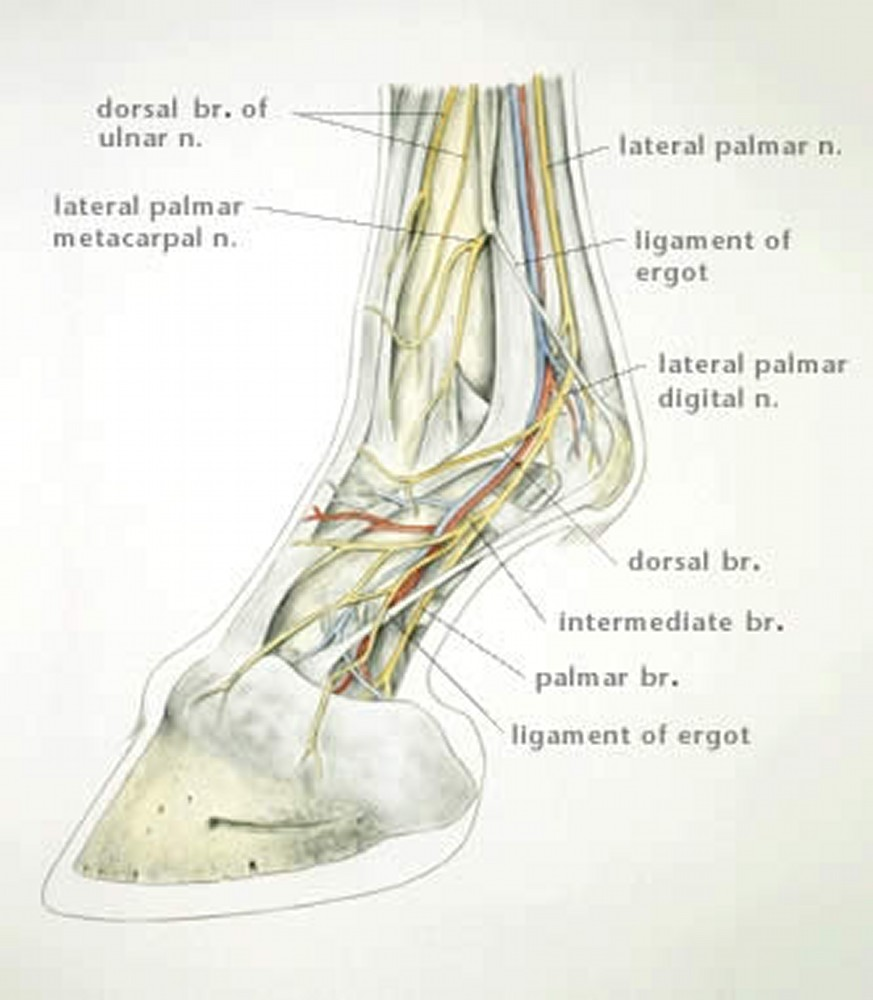 dorsal br. of
ulnar n.
lateral palmar n.
lateral palmar
metacarpal n.
ligament of
ergot
lateral palmar
digital n.
dorsal br.
intermediate br.
palmar br.
ligament of ergot